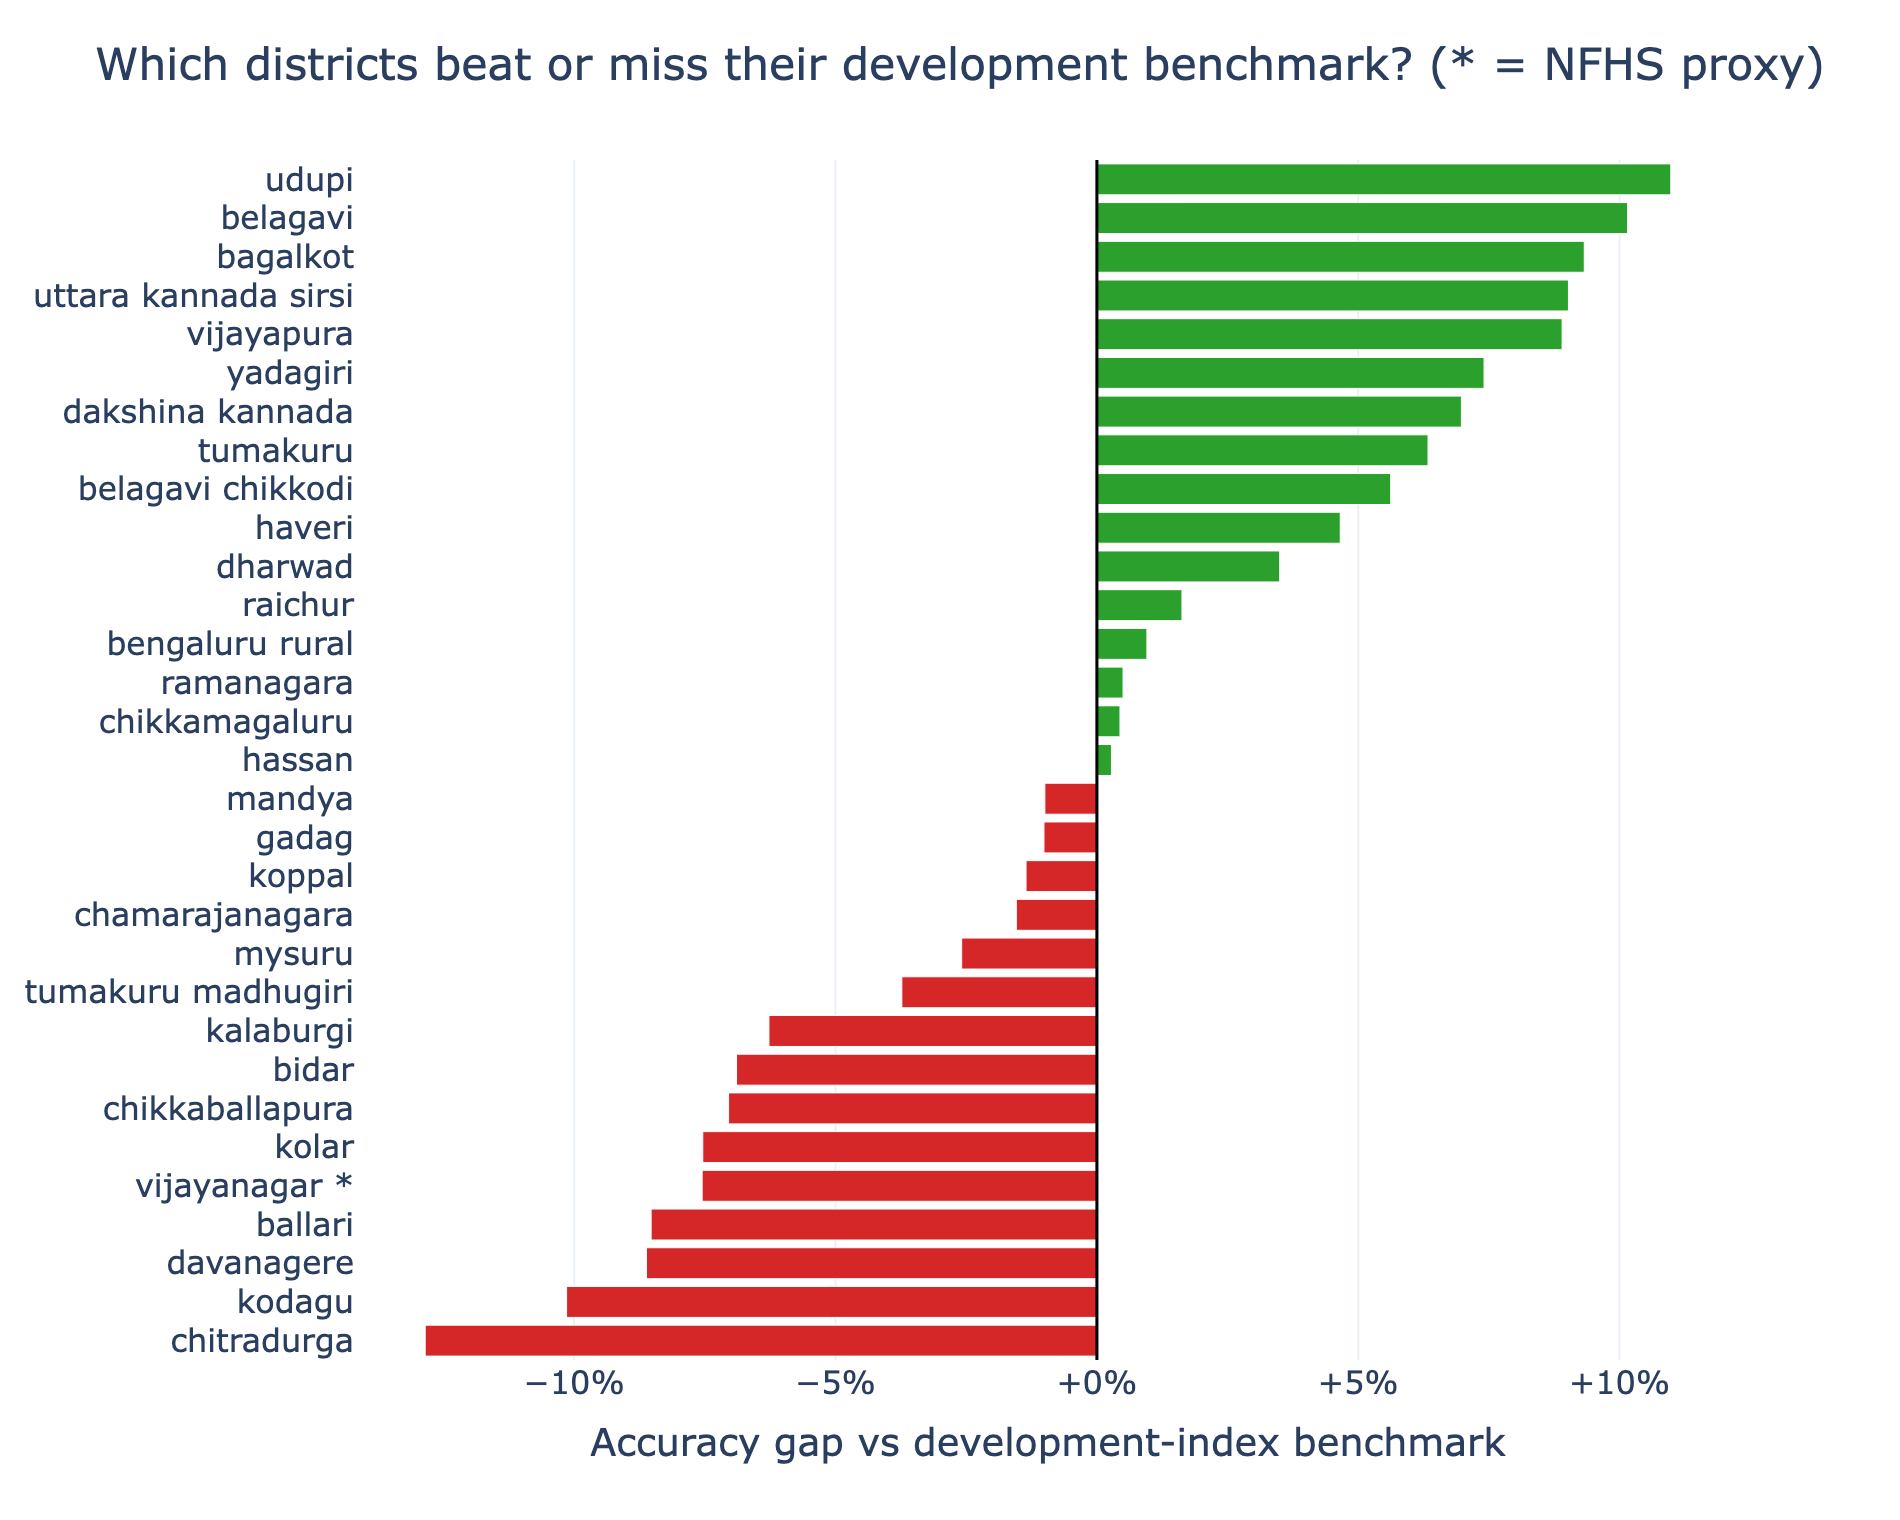 Which districts beat or miss their development benchmark? (* = NFHS proxy)
udupi
belagavi
bagalkot
uttara kannada sirsi
vijayapura
yadagiri
dakshina kannada
tumakuru
belagavi chikkodi
haveri
dharwad
raichur
bengaluru rural
ramanagara
chikkamagaluru
hassan
mandya
gadag
koppal
chamarajanagara
mysuru
tumakuru madhugiri
kalaburgi
bidar
chikkaballapura
kolar
vijayanagar *
ballari
davanagere
kodagu
chitradurga
−10% −5% +0% +5% +10%
Accuracy gap vs development-index benchmark